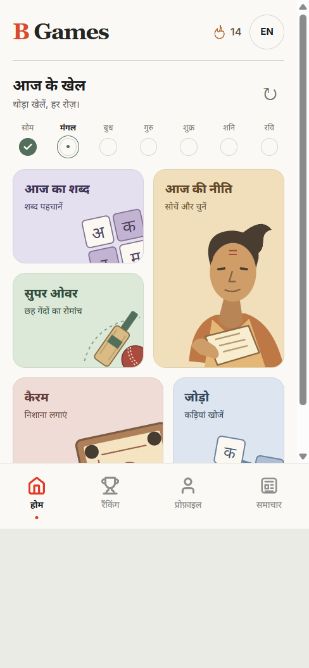 B Games
14
EN
आज के खेल
थोड़ा खेलें, हर रोज़।
सोम मंगल बुध गुरु शुक्र शनि रवि
आज का शब्द
शब्द पहचानें
अ क
म
आज की नीति
सोचें और चुनें
सुपर ओवर
छह गेंदों का रोमांच
कैरम
निशाना लगाएं
जोड़ो
कड़ियां खोजें
क
होम रैंकिंग प्रोफ़ाइल समाचार